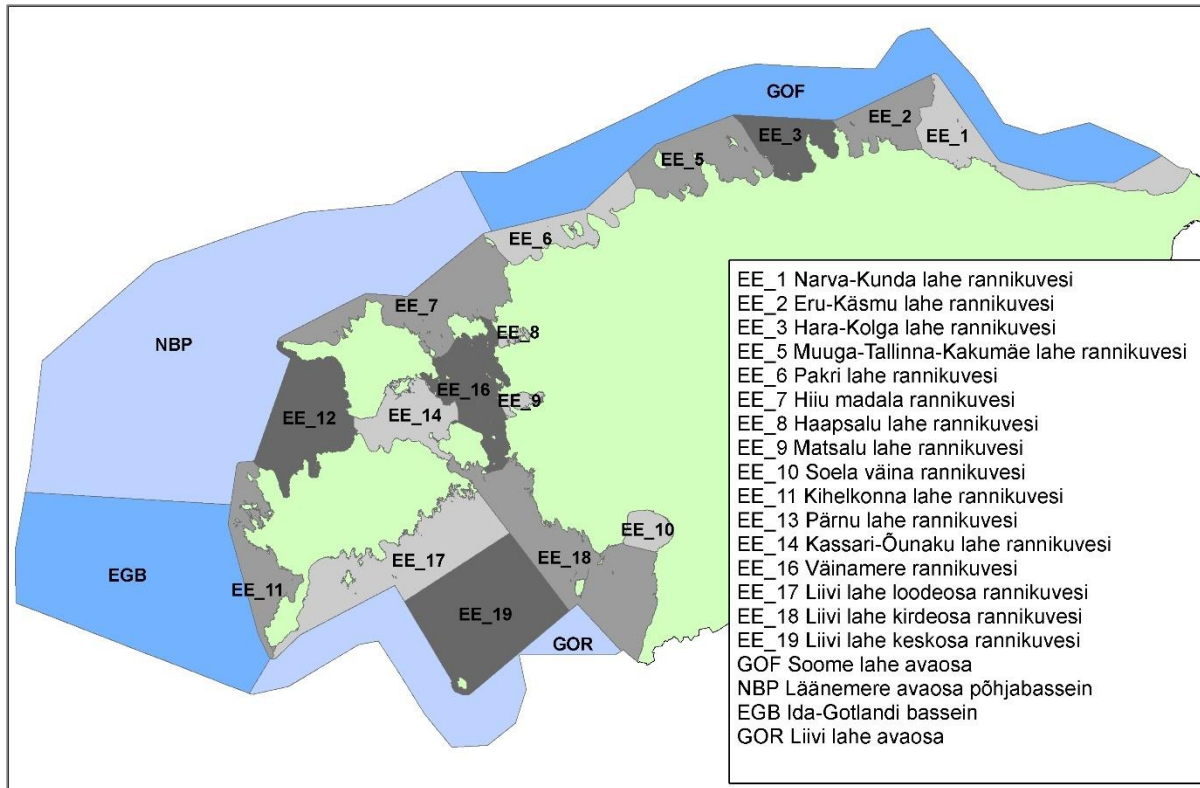 GOF
EE_3
EE_2
EE_1
EE_5
EE_6
EE_7
EE_8
NBP
EE_16
EE_9
EE_12
EE_14
EE_10
EE_17
EE_18
EGB
EE_11
EE_19
GOR
EE_1 Narva-Kunda lahe rannikuvesi
EE_2 Eru-Käsmu lahe rannikuvesi
EE_3 Hara-Kolga lahe rannikuvesi
EE_5 Muuga-Tallinna-Kakumäe lahe rannikuvesi
EE_6 Pakri lahe rannikuvesi
EE_7 Hiiu madala rannikuvesi
EE_8 Haapsalu lahe rannikuvesi
EE_9 Matsalu lahe rannikuvesi
EE_10 Soela väina rannikuvesi
EE_11 Kihelkonna lahe rannikuvesi
EE_13 Pärnu lahe rannikuvesi
EE_14 Kassari-Õunaku lahe rannikuvesi
EE_16 Väinamere rannikuvesi
EE_17 Liivi lahe loodeosa rannikuvesi
EE_18 Liivi lahe kirdeosa rannikuvesi
EE_19 Liivi lahe keskosa rannikuvesi
GOF Soome lahe avaosa
NBP Läänemere avaosa põhjabassein
EGB Ida-Gotlandi bassein
GOR Liivi lahe avaosa